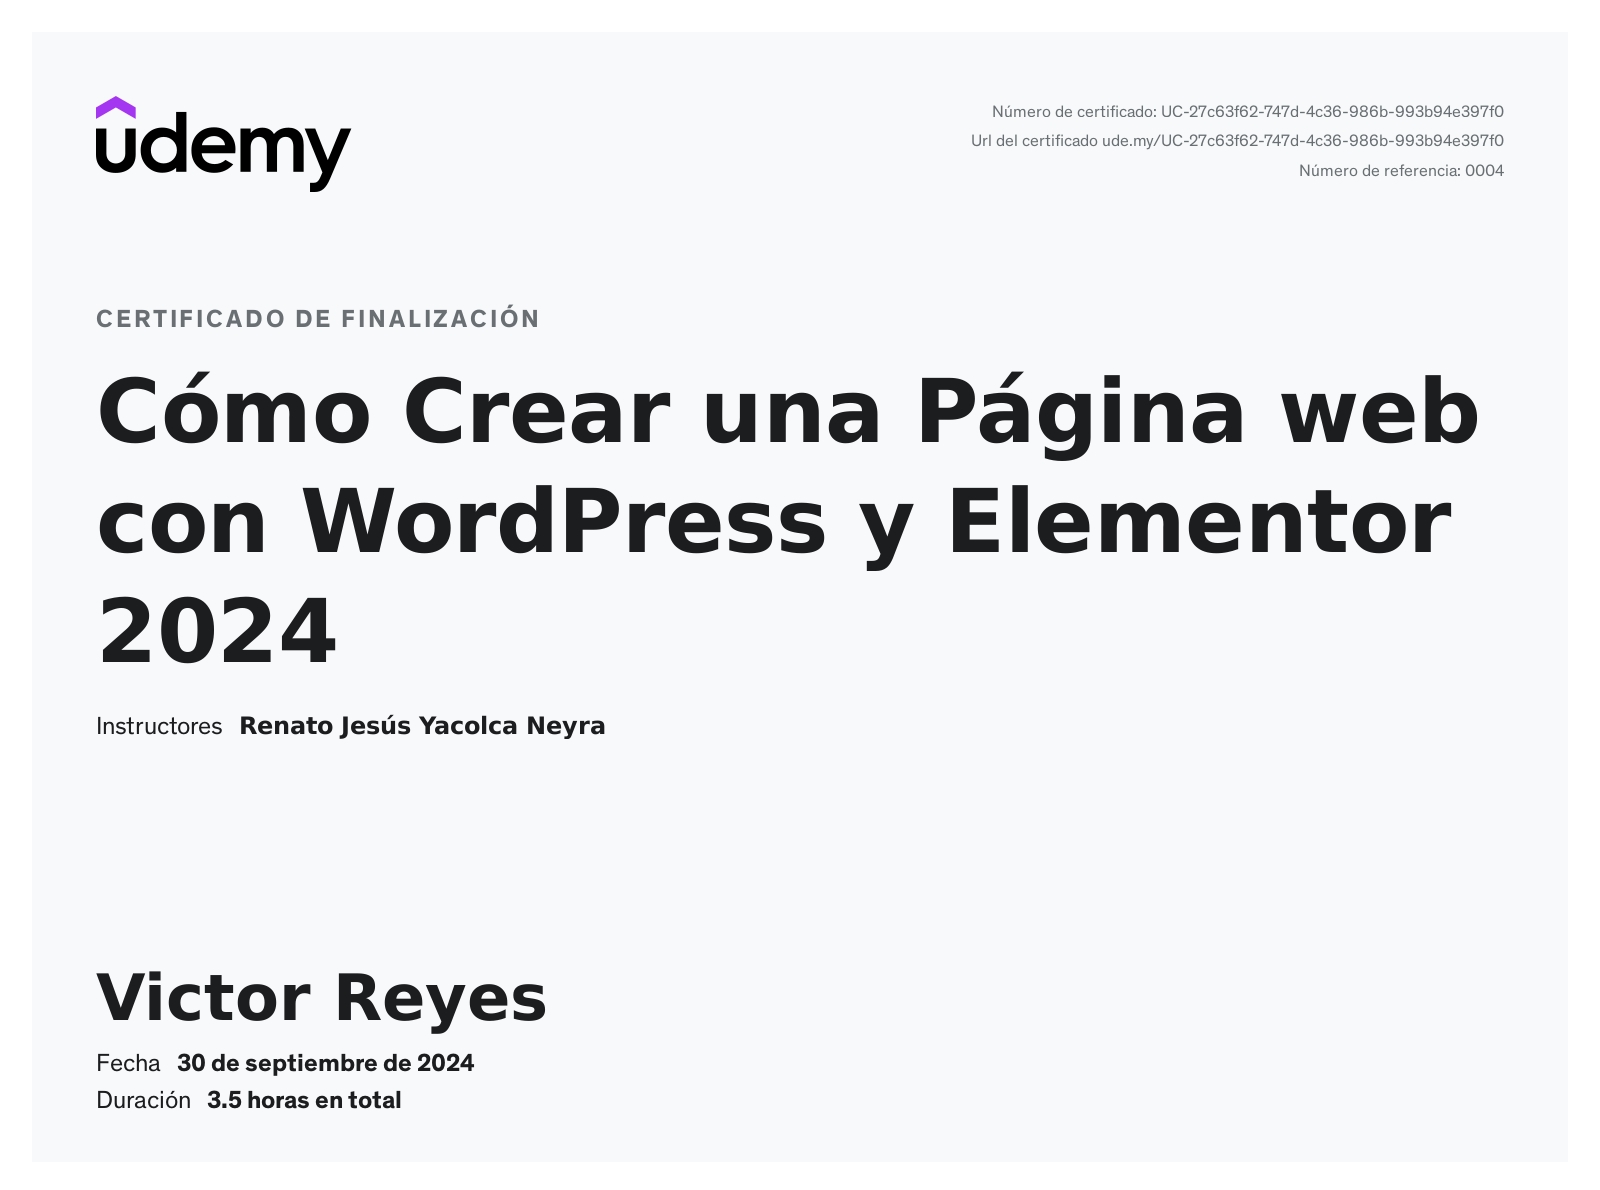 udemy
Número de certificado: UC-27c63f62-747d-4c36-986b-993b94e397f0
Url del certificado ude.my/UC-27c63f62-747d-4c36-986b-993b94e397f0
Número de referencia: 0004
CERTIFICADO DE FINALIZACIÓN
Cómo Crear una Página web
con WordPress y Elementor
2024
Instructores Renato Jesús Yacolca Neyra
Victor Reyes
Fecha 30 de septiembre de 2024
Duración 3.5 horas en total